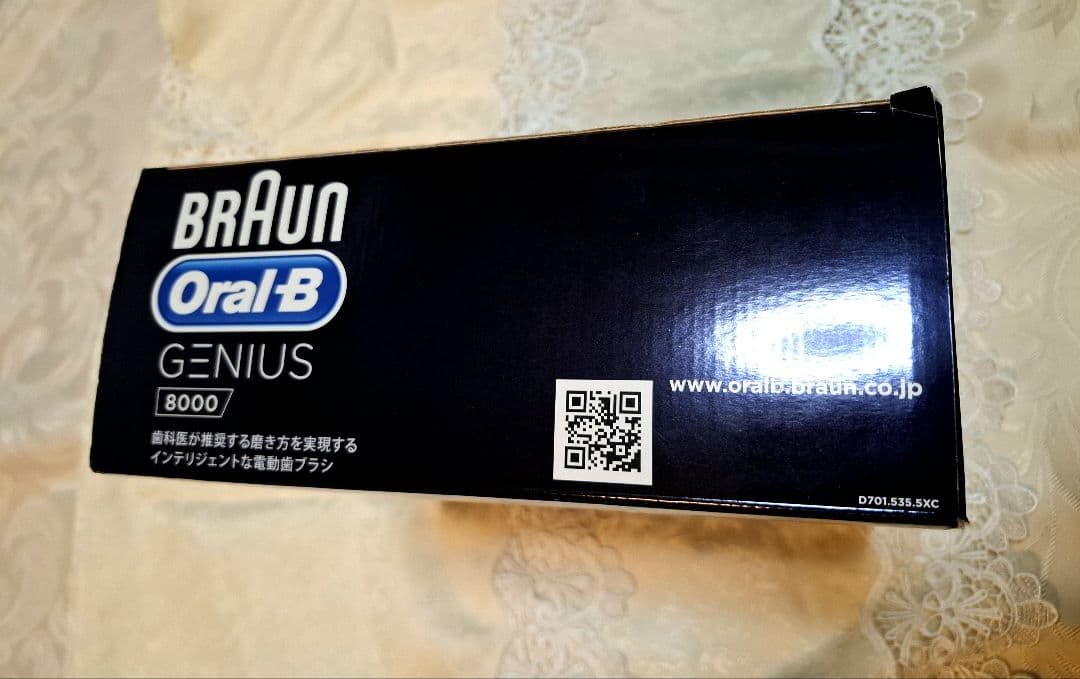 BRAUN
Oral-B
GENIUS
8000
歯科医が推奨する磨き方を実現する
インテリジェントな電動歯ブラシ
www.oralb.braun.co.jp
D701.535.5XC